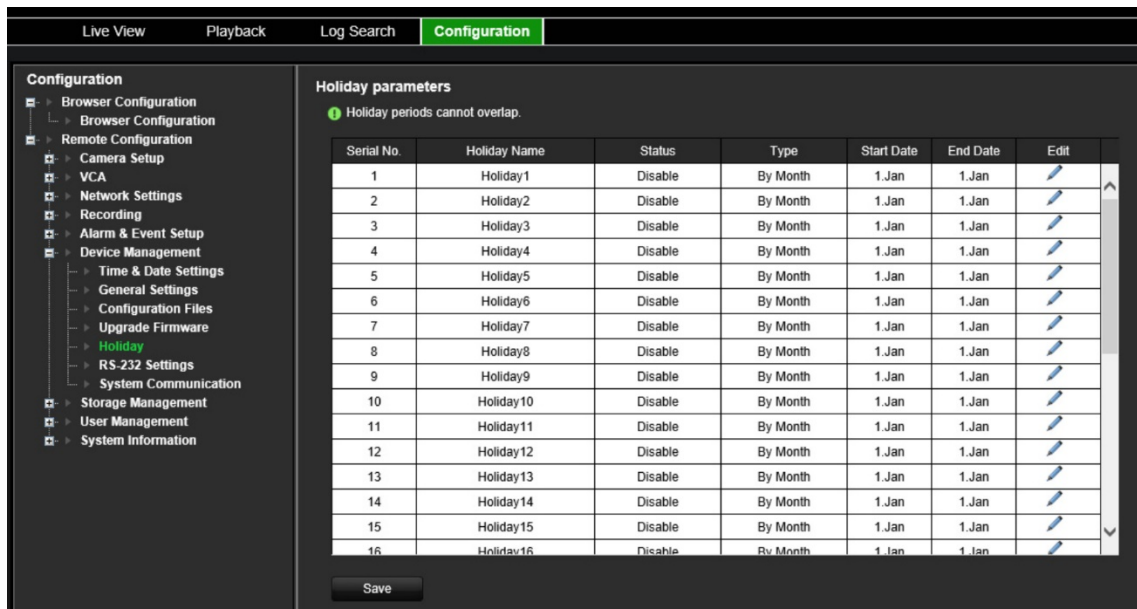 Live View Playback Log Search Configuration
Configuration
Browser Configuration
Browser Configuration
Remote Configuration
Camera Setup
VCA
Network Settings
Recording
Alarm & Event Setup
Device Management
Time & Date Settings
General Settings
Configuration Files
Upgrade Firmware
Holiday
RS-232 Settings
System Communication
Storage Management
User Management
System Information
Holiday parameters
Holiday periods cannot overlap.
Serial No. Holiday Name Status Type Start Date End Date Edit
1 Holiday1 Disable By Month 1.Jan 1.Jan
2 Holiday2 Disable By Month 1.Jan 1.Jan
3 Holiday3 Disable By Month 1.Jan 1.Jan
4 Holiday4 Disable By Month 1.Jan 1.Jan
5 Holiday5 Disable By Month 1.Jan 1.Jan
6 Holiday6 Disable By Month 1.Jan 1.Jan
7 Holiday7 Disable By Month 1.Jan 1.Jan
8 Holiday8 Disable By Month 1.Jan 1.Jan
9 Holiday9 Disable By Month 1.Jan 1.Jan
10 Holiday10 Disable By Month 1.Jan 1.Jan
11 Holiday11 Disable By Month 1.Jan 1.Jan
12 Holiday12 Disable By Month 1.Jan 1.Jan
13 Holiday13 Disable By Month 1.Jan 1.Jan
14 Holiday14 Disable By Month 1.Jan 1.Jan
15 Holiday15 Disable By Month 1.Jan 1.Jan
16 Holiday16 Disable By Month 1.Jan 1.Jan
Save